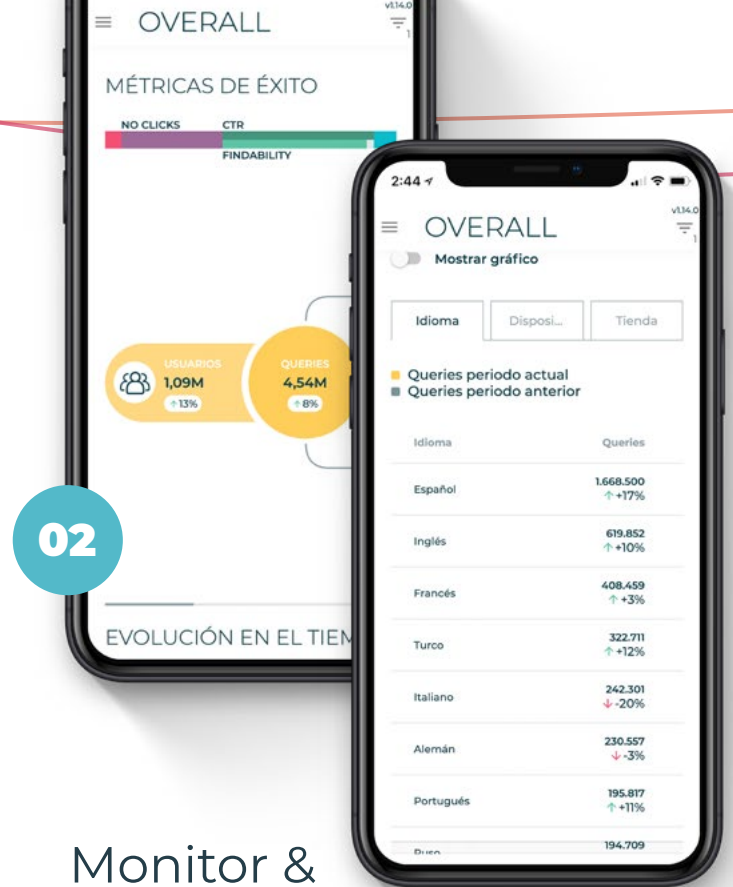 v1.14.0
OVERALL
1
MÉTRICAS DE ÉXITO
NO CLICKS CTR
FINDABILITY
USUARIOS
1,09M
13%
QUERIES
4,54M
8%
02
EVOLUCIÓN EN EL TIEM
2:44
v1.14.0
OVERALL
1
Mostrar gráfico
Idioma Disposi... Tienda
Queries periodo actual
Queries periodo anterior
Idioma Queries
Español 1.668.500
+17%
Inglés 619.852
+10%
Francés 408.459
+3%
Turco 322.711
+12%
Italiano 242.301
-20%
Alemán 230.557
-3%
Portugués 195.817
+11%
Ruso 194.709
Monitor &